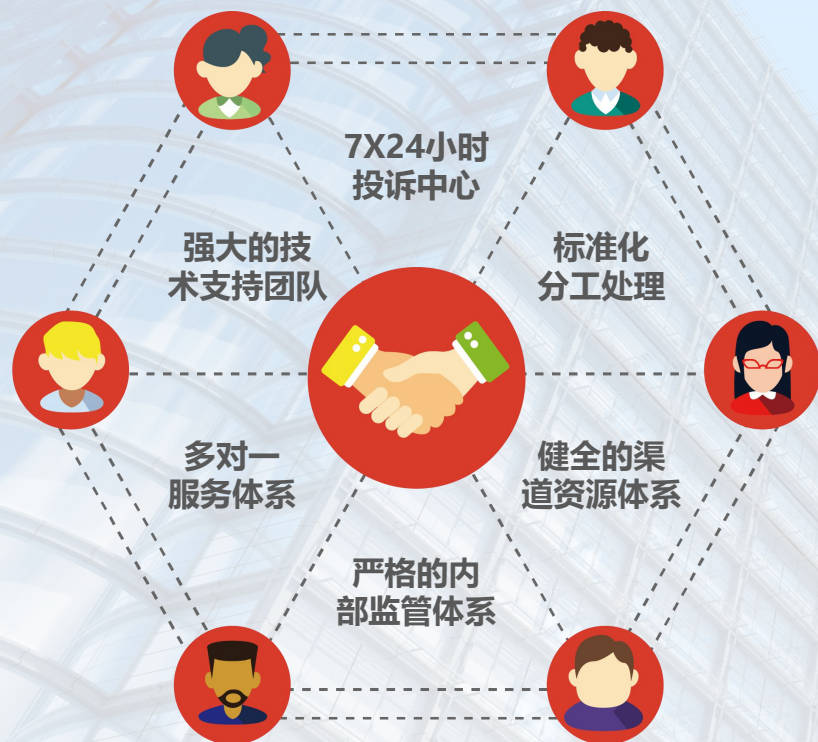 7X24小时
投诉中心
强大的技
术支持团队
标准化
分工处理
多对一
服务体系
健全的渠
道资源体系
严格的内
部监管体系